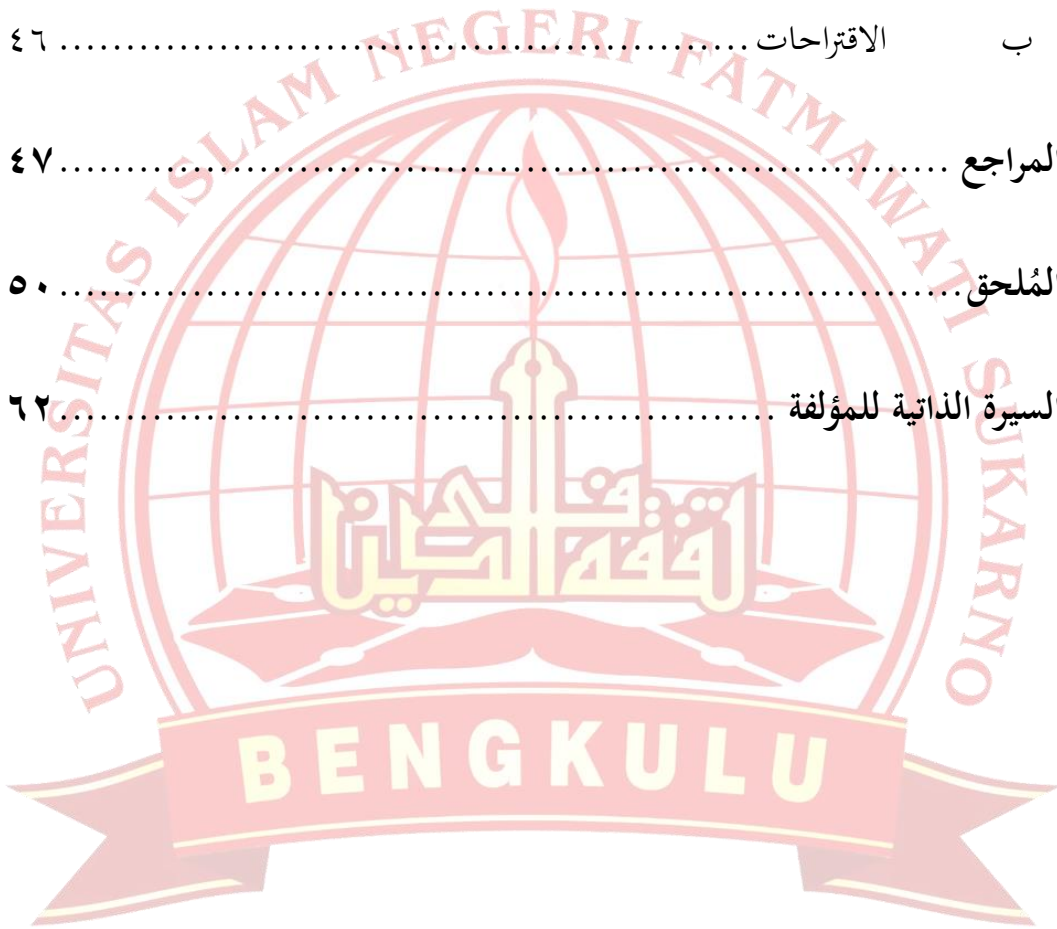 ب الاقتراحات ................................................ ٤٦
المراجع ................................................................ ٤٧
المُلحق ................................................................ ٥٠
السيرة الذاتية للمؤلفة ................................................ ٦٢
UNIVERSITAS ISLAM NEGERI FATMAWATI SUKARNO
تفقه فى الدين
BENGKULU